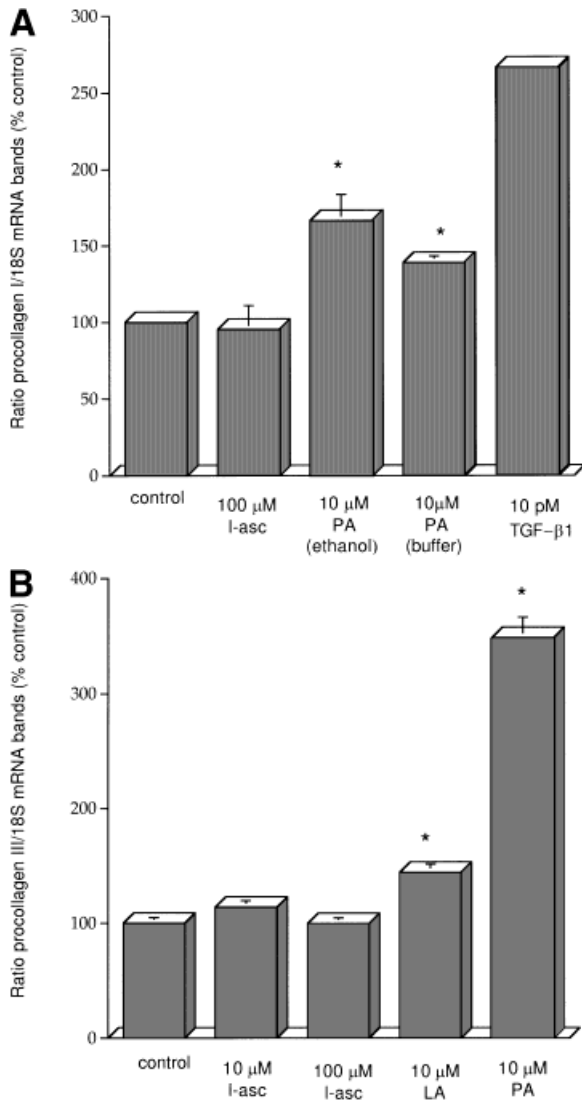 A
Ratio procollagen I/18S mRNA bands (% control)
300
250
200
150
100
50
0
*
*
control
100 μM
l-asc
10 μM
PA
(ethanol)
10μM
PA
(buffer)
10 pM
TGF-β1
B
Ratio procollagen III/18S mRNA bands (% control)
400
300
200
100
0
*
*
control
10 μM
l-asc
100 μM
l-asc
10 μM
LA
10 μM
PA